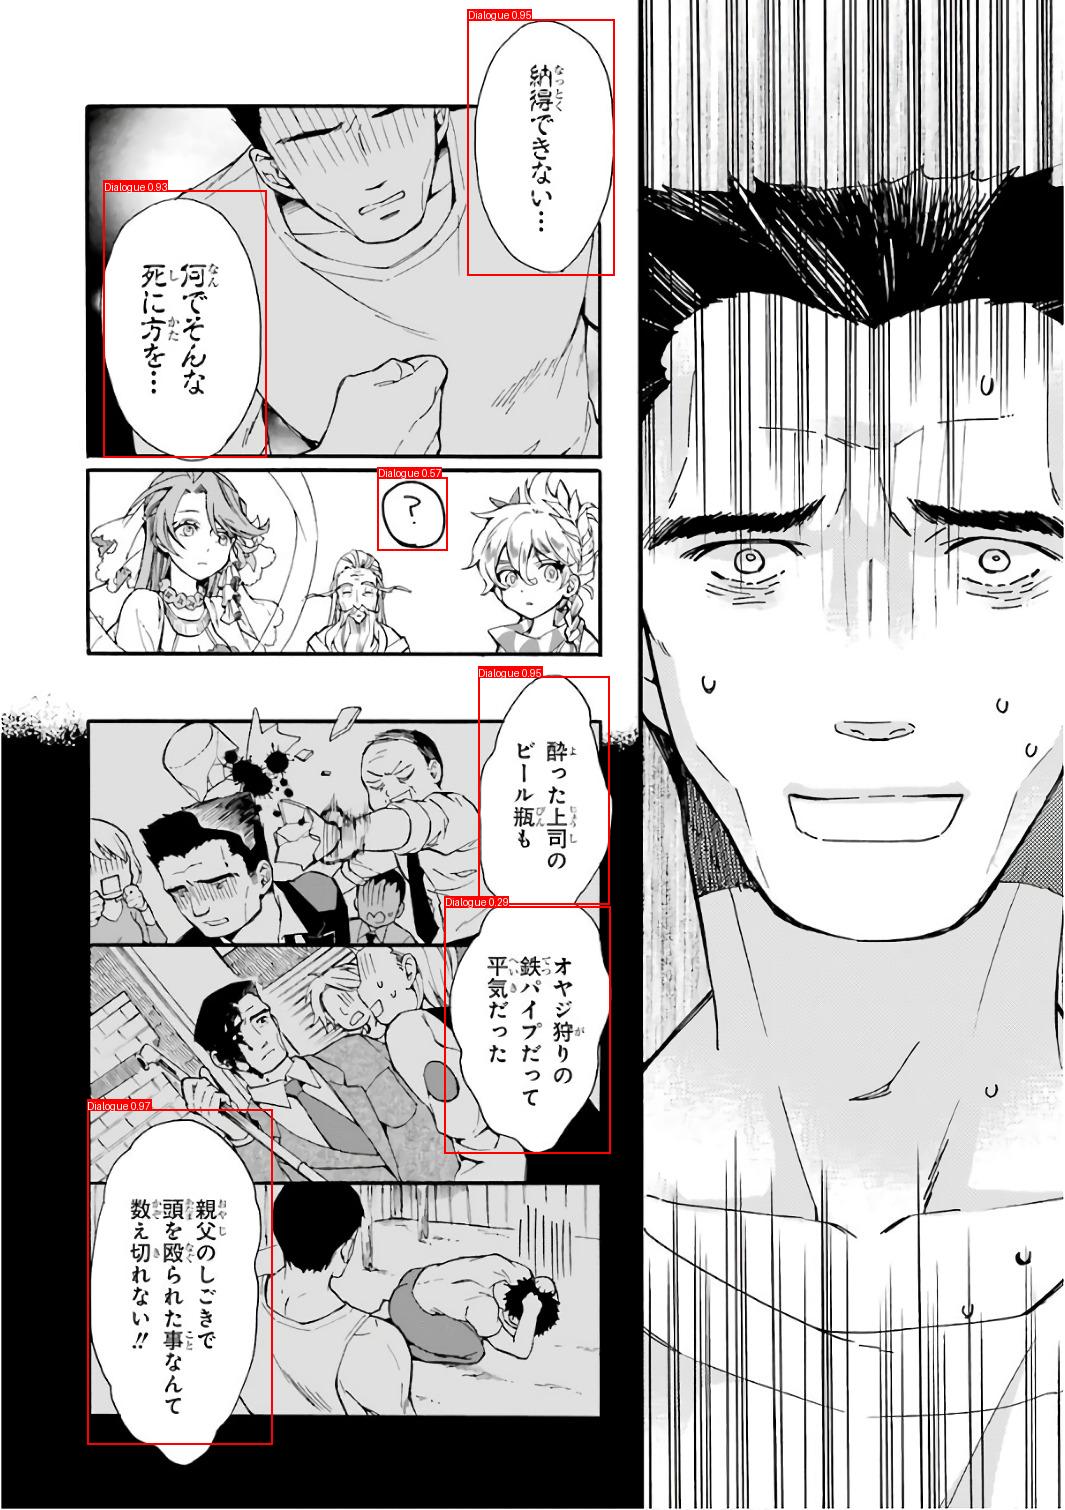 Dialogue 0.95
納得できない…
Dialogue 0.93
何でそんな
死に方を…
Dialogue 0.57
?
Dialogue 0.95
酔った上司の
ビール瓶も
Dialogue 0.29
オヤジ狩りの
鉄パイプだって
平気だった
Dialogue 0.97
親父のしごきで
頭を殴られた事なんて
数え切れない!!